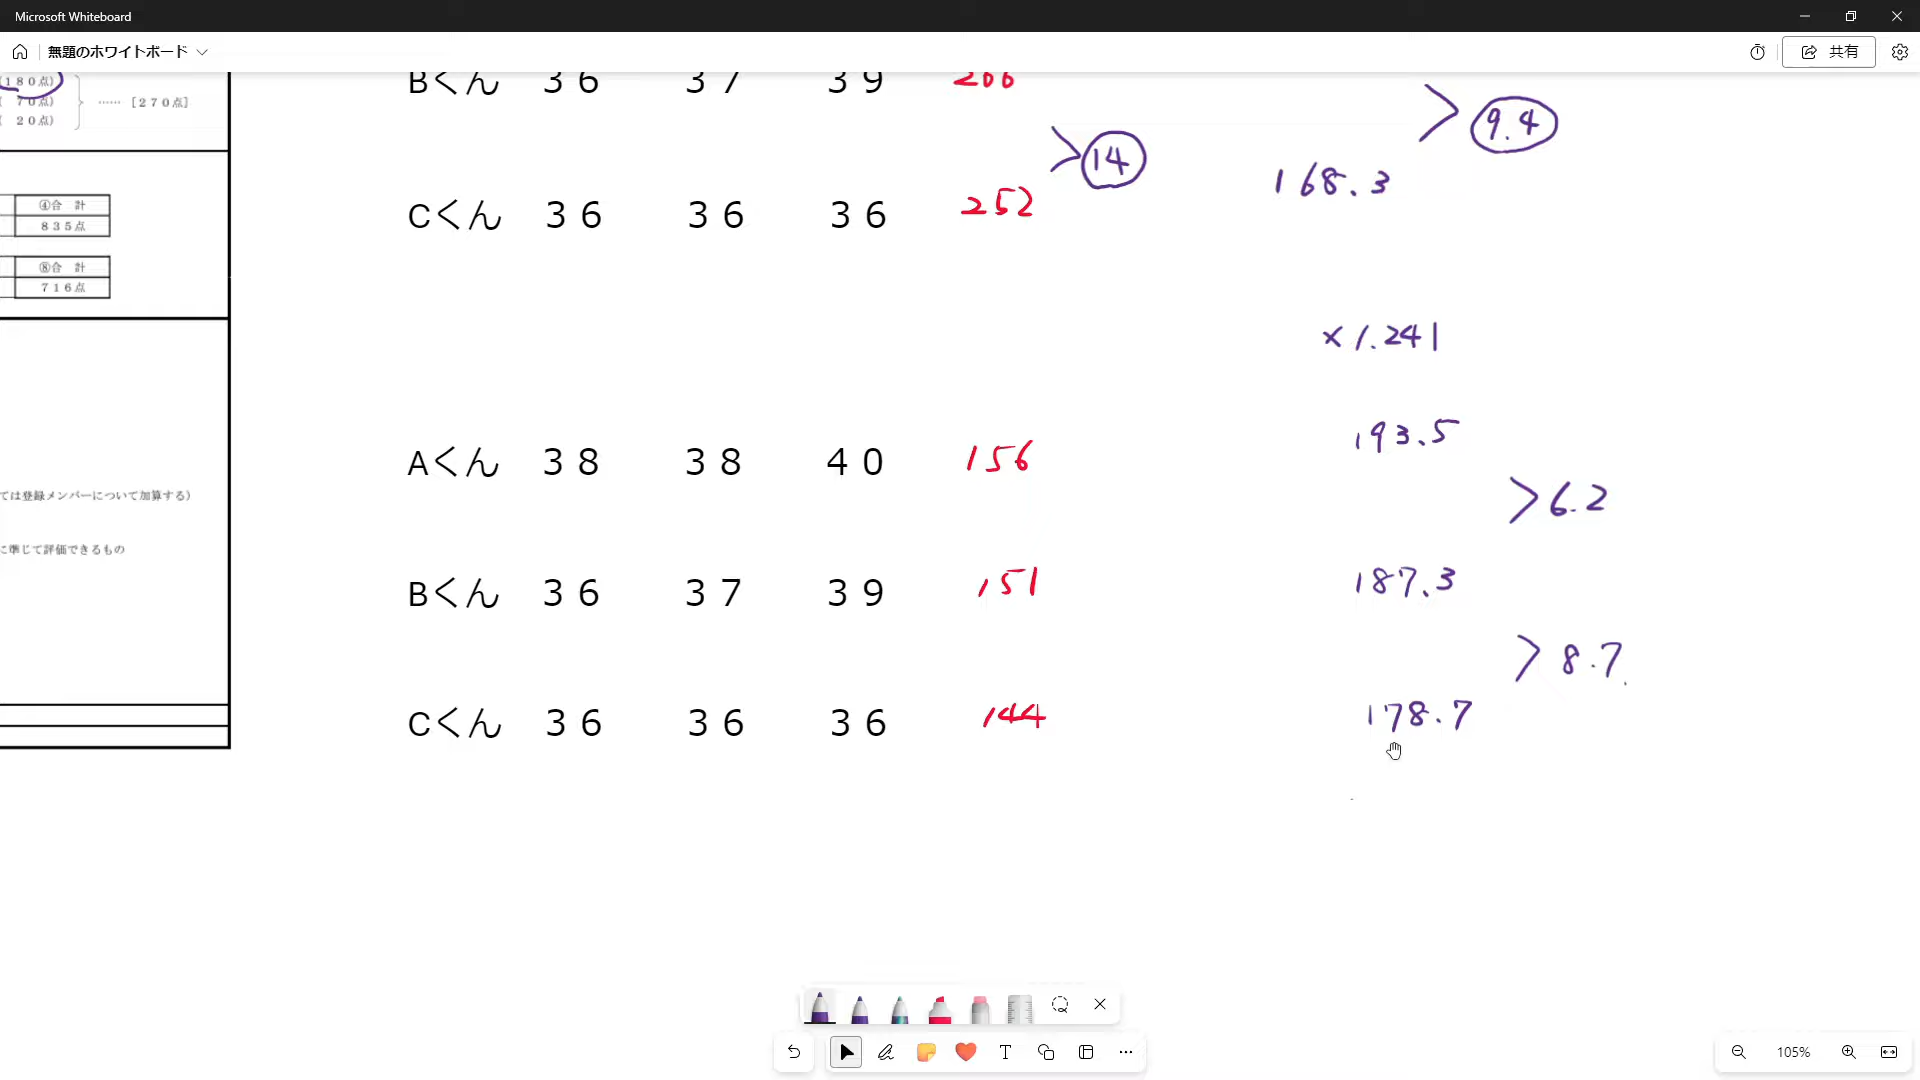 Microsoft Whiteboard
無題のホワイトボード
共有
180点)
70点)
20点)
…… [270点]
④合 計
835点
⑧合 計
716点
ては登録メンバーについて加算する)
に準じて評価できるもの
Bくん 36 37 39 266
>14
Cくん 36 36 36 252
>9.4
168.3
×1.241
Aくん 38 38 40 156 193.5
>6.2
Bくん 36 37 39 151 187.3
>8.7
Cくん 36 36 36 144 178.7
105%